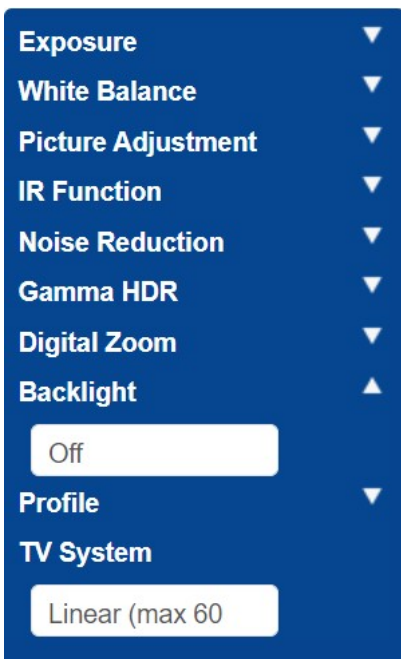 Exposure
White Balance
Picture Adjustment
IR Function
Noise Reduction
Gamma HDR
Digital Zoom
Backlight
Off
Profile
TV System
Linear (max 60